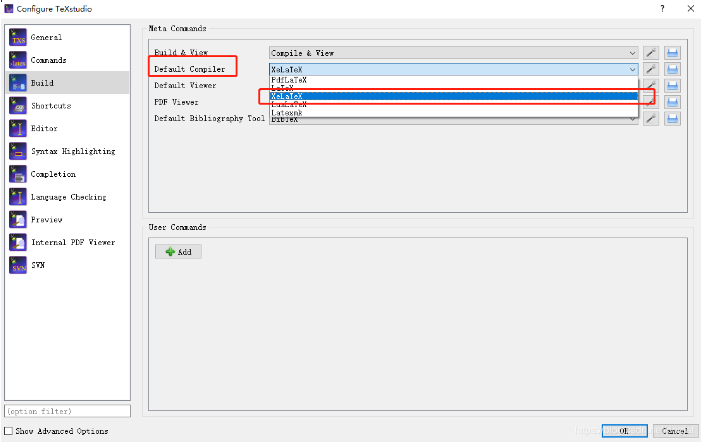 Configure TeXstudio
General
Commands
Build
Shortcuts
Editor
Syntax Highlighting
Completion
Language Checking
Preview
Internal PDF Viewer
SVN
(option filter)
Show Advanced Options
Meta Commands
Build & View Compile & View
Default Compiler XeLaTeX
PdfLaTeX
LaTeX
Default Viewer
XeLaTeX
PDF Viewer
LuaLaTeX
Latexmk
Default Bibliography Tool BibTeX
User Commands
Add
OK Cancel